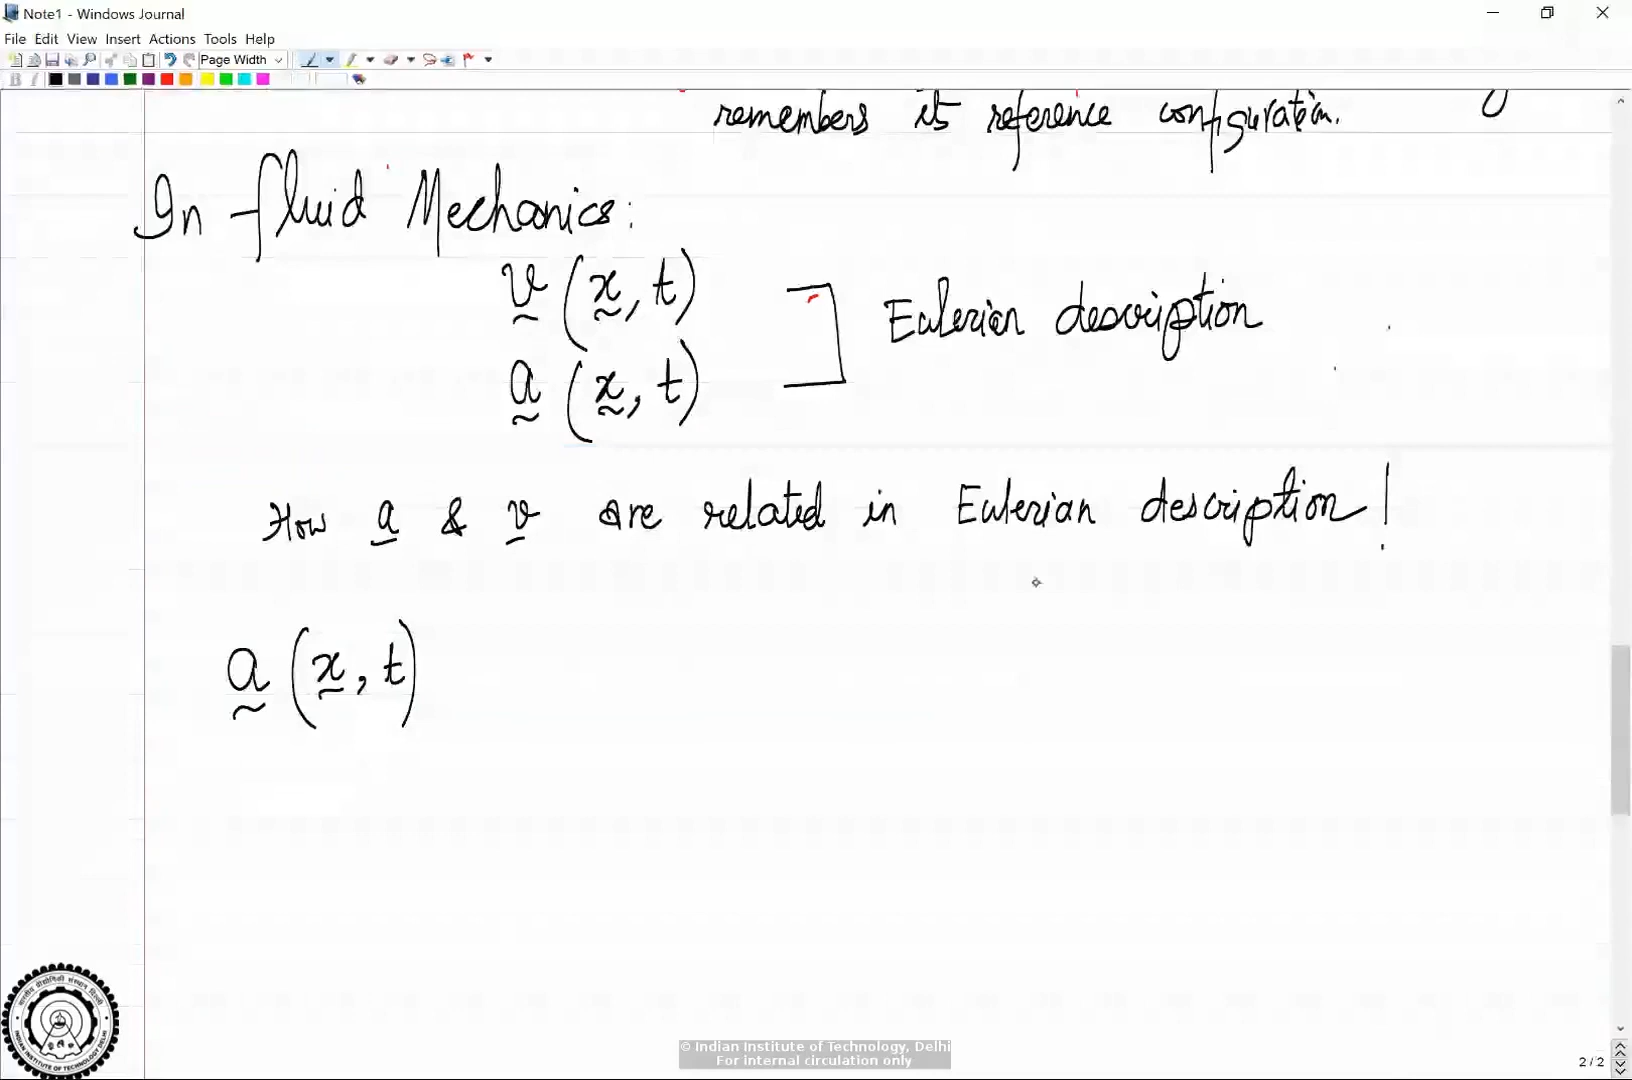 Note1 - Windows Journal
File Edit View Insert Actions Tools Help
Page Width
remembers its reference configuration.
In fluid Mechanics:
v (x, t)
a (x, t)
Eulerian description
How a & v are related in Eulerian description!
a (x, t)
© Indian Institute of Technology, Delhi
For internal circulation only
2 / 2